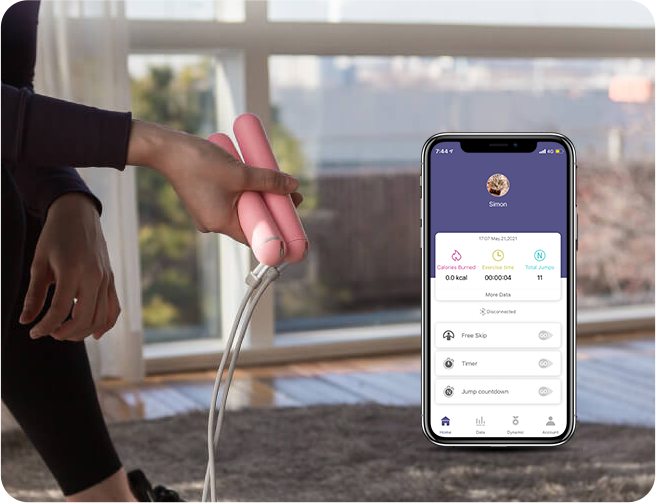 7:44
4G
Simon
17:07 May.21,2021
Calories Burned
Exercise time
Total Jumps
0.0 kcal
00:00:04
11
More Data
Disconnected
Free Skip
GO
Timer
GO
Jump countdown
GO
Home
Data
Dynamic
Account